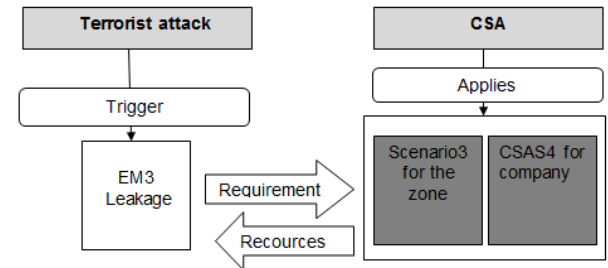 Terrorist attack
CSA
Trigger
Applies
EM3
Leakage
Requirement
Recources
Scenario3
for the
zone
CSAS4 for
company